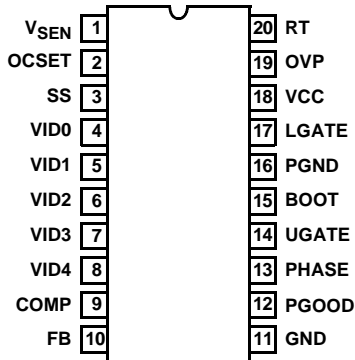 VSEN 1 20 RT
OCSET 2 19 OVP
SS 3 18 VCC
VID0 4 17 LGATE
VID1 5 16 PGND
VID2 6 15 BOOT
VID3 7 14 UGATE
VID4 8 13 PHASE
COMP 9 12 PGOOD
FB 10 11 GND